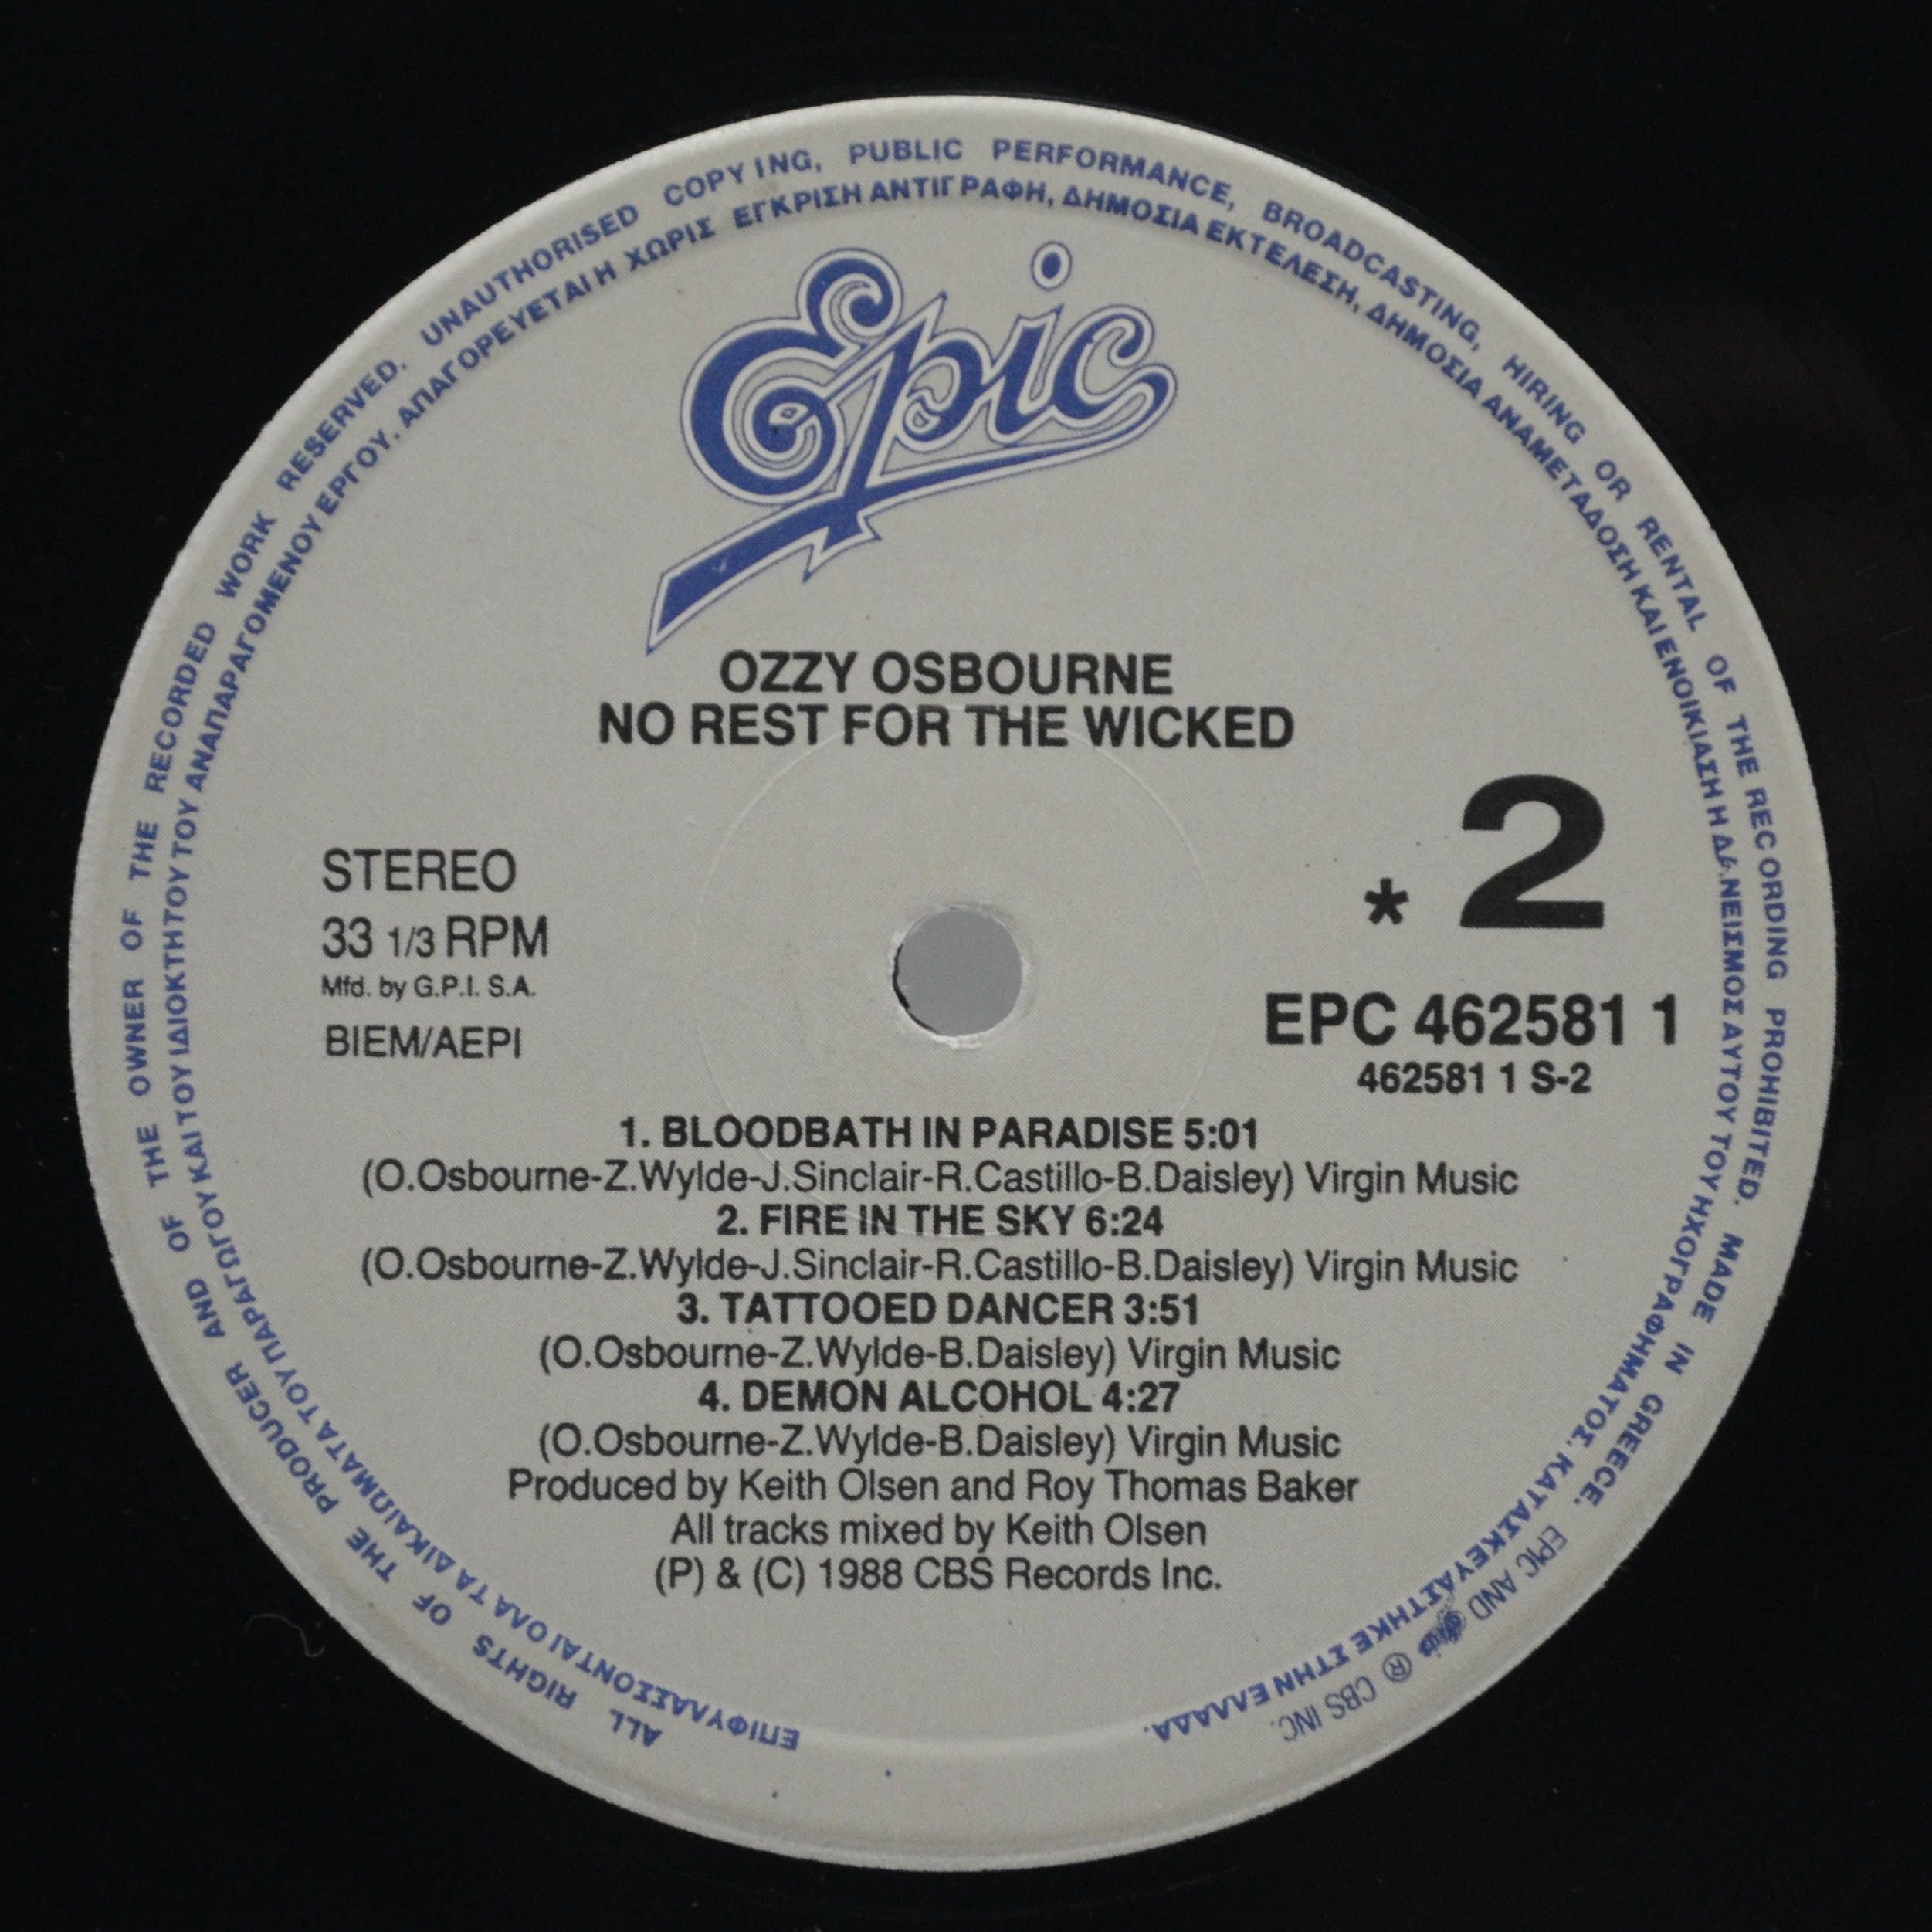 ALL RIGHTS OF THE PRODUCER AND OF THE OWNER OF THE RECORDED WORK RESERVED. UNAUTHORISED COPYING, PUBLIC PERFORMANCE, BROADCASTING, HIRING OR RENTAL OF THE RECORDING PROHIBITED. MADE IN GREECE. EPIC AND ® CBS INC.
ΕΠΙΦΥΛΑΣΣΟΝΤΑΙ ΟΛΑ ΤΑ ΔΙΚΑΙΩΜΑΤΑ ΤΟΥ ΠΑΡΑΓΩΓΟΥ ΚΑΙ ΤΟΥ ΙΔΙΟΚΤΗΤΟΥ ΤΟΥ ΑΝΑΠΑΡΑΓΟΜΕΝΟΥ ΕΡΓΟΥ. ΑΠΑΓΟΡΕΥΕΤΑΙ Η ΧΩΡΙΣ ΕΓΚΡΙΣΗ ΑΝΤΙΓΡΑΦΗ, ΔΗΜΟΣΙΑ ΕΚΤΕΛΕΣΗ, ΔΗΜΟΣΙΑ ΑΝΑΜΕΤΑΔΟΣΗ ΚΑΙ ΕΝΟΙΚΙΑΣΗ Η ΔΑΝΕΙΣΜΟΣ ΑΥΤΟΥ ΤΟΥ ΗΧΟΓΡΑΦΗΜΑΤΟΣ. ΚΑΤΑΣΚΕΥΑΣΤΗΚΕ ΣΤΗΝ ΕΛΛΑΔΑ.
Epic
OZZY OSBOURNE
NO REST FOR THE WICKED
* 2
STEREO
33 1/3 RPM
Mfd. by G.P.I. S.A.
BIEM/AEPI
EPC 462581 1
462581 1 S-2
1. BLOODBATH IN PARADISE 5:01
(O.Osbourne-Z.Wylde-J.Sinclair-R.Castillo-B.Daisley) Virgin Music
2. FIRE IN THE SKY 6:24
(O.Osbourne-Z.Wylde-J.Sinclair-R.Castillo-B.Daisley) Virgin Music
3. TATTOOED DANCER 3:51
(O.Osbourne-Z.Wylde-B.Daisley) Virgin Music
4. DEMON ALCOHOL 4:27
(O.Osbourne-Z.Wylde-B.Daisley) Virgin Music
Produced by Keith Olsen and Roy Thomas Baker
All tracks mixed by Keith Olsen
(P) & (C) 1988 CBS Records Inc.